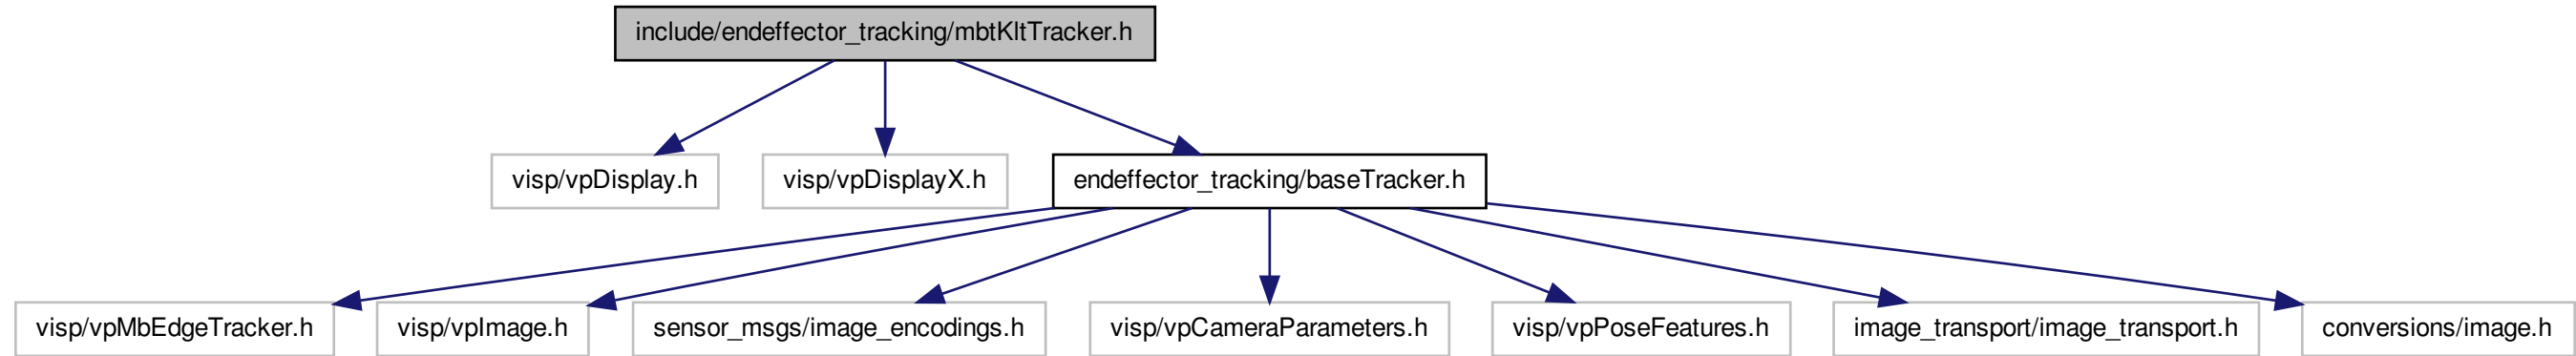 include/endeffector_tracking/mbtKltTracker.h
visp/vpDisplay.h
visp/vpDisplayX.h
endeffector_tracking/baseTracker.h
visp/vpMbEdgeTracker.h
visp/vpImage.h
sensor_msgs/image_encodings.h
visp/vpCameraParameters.h
visp/vpPoseFeatures.h
image_transport/image_transport.h
conversions/image.h